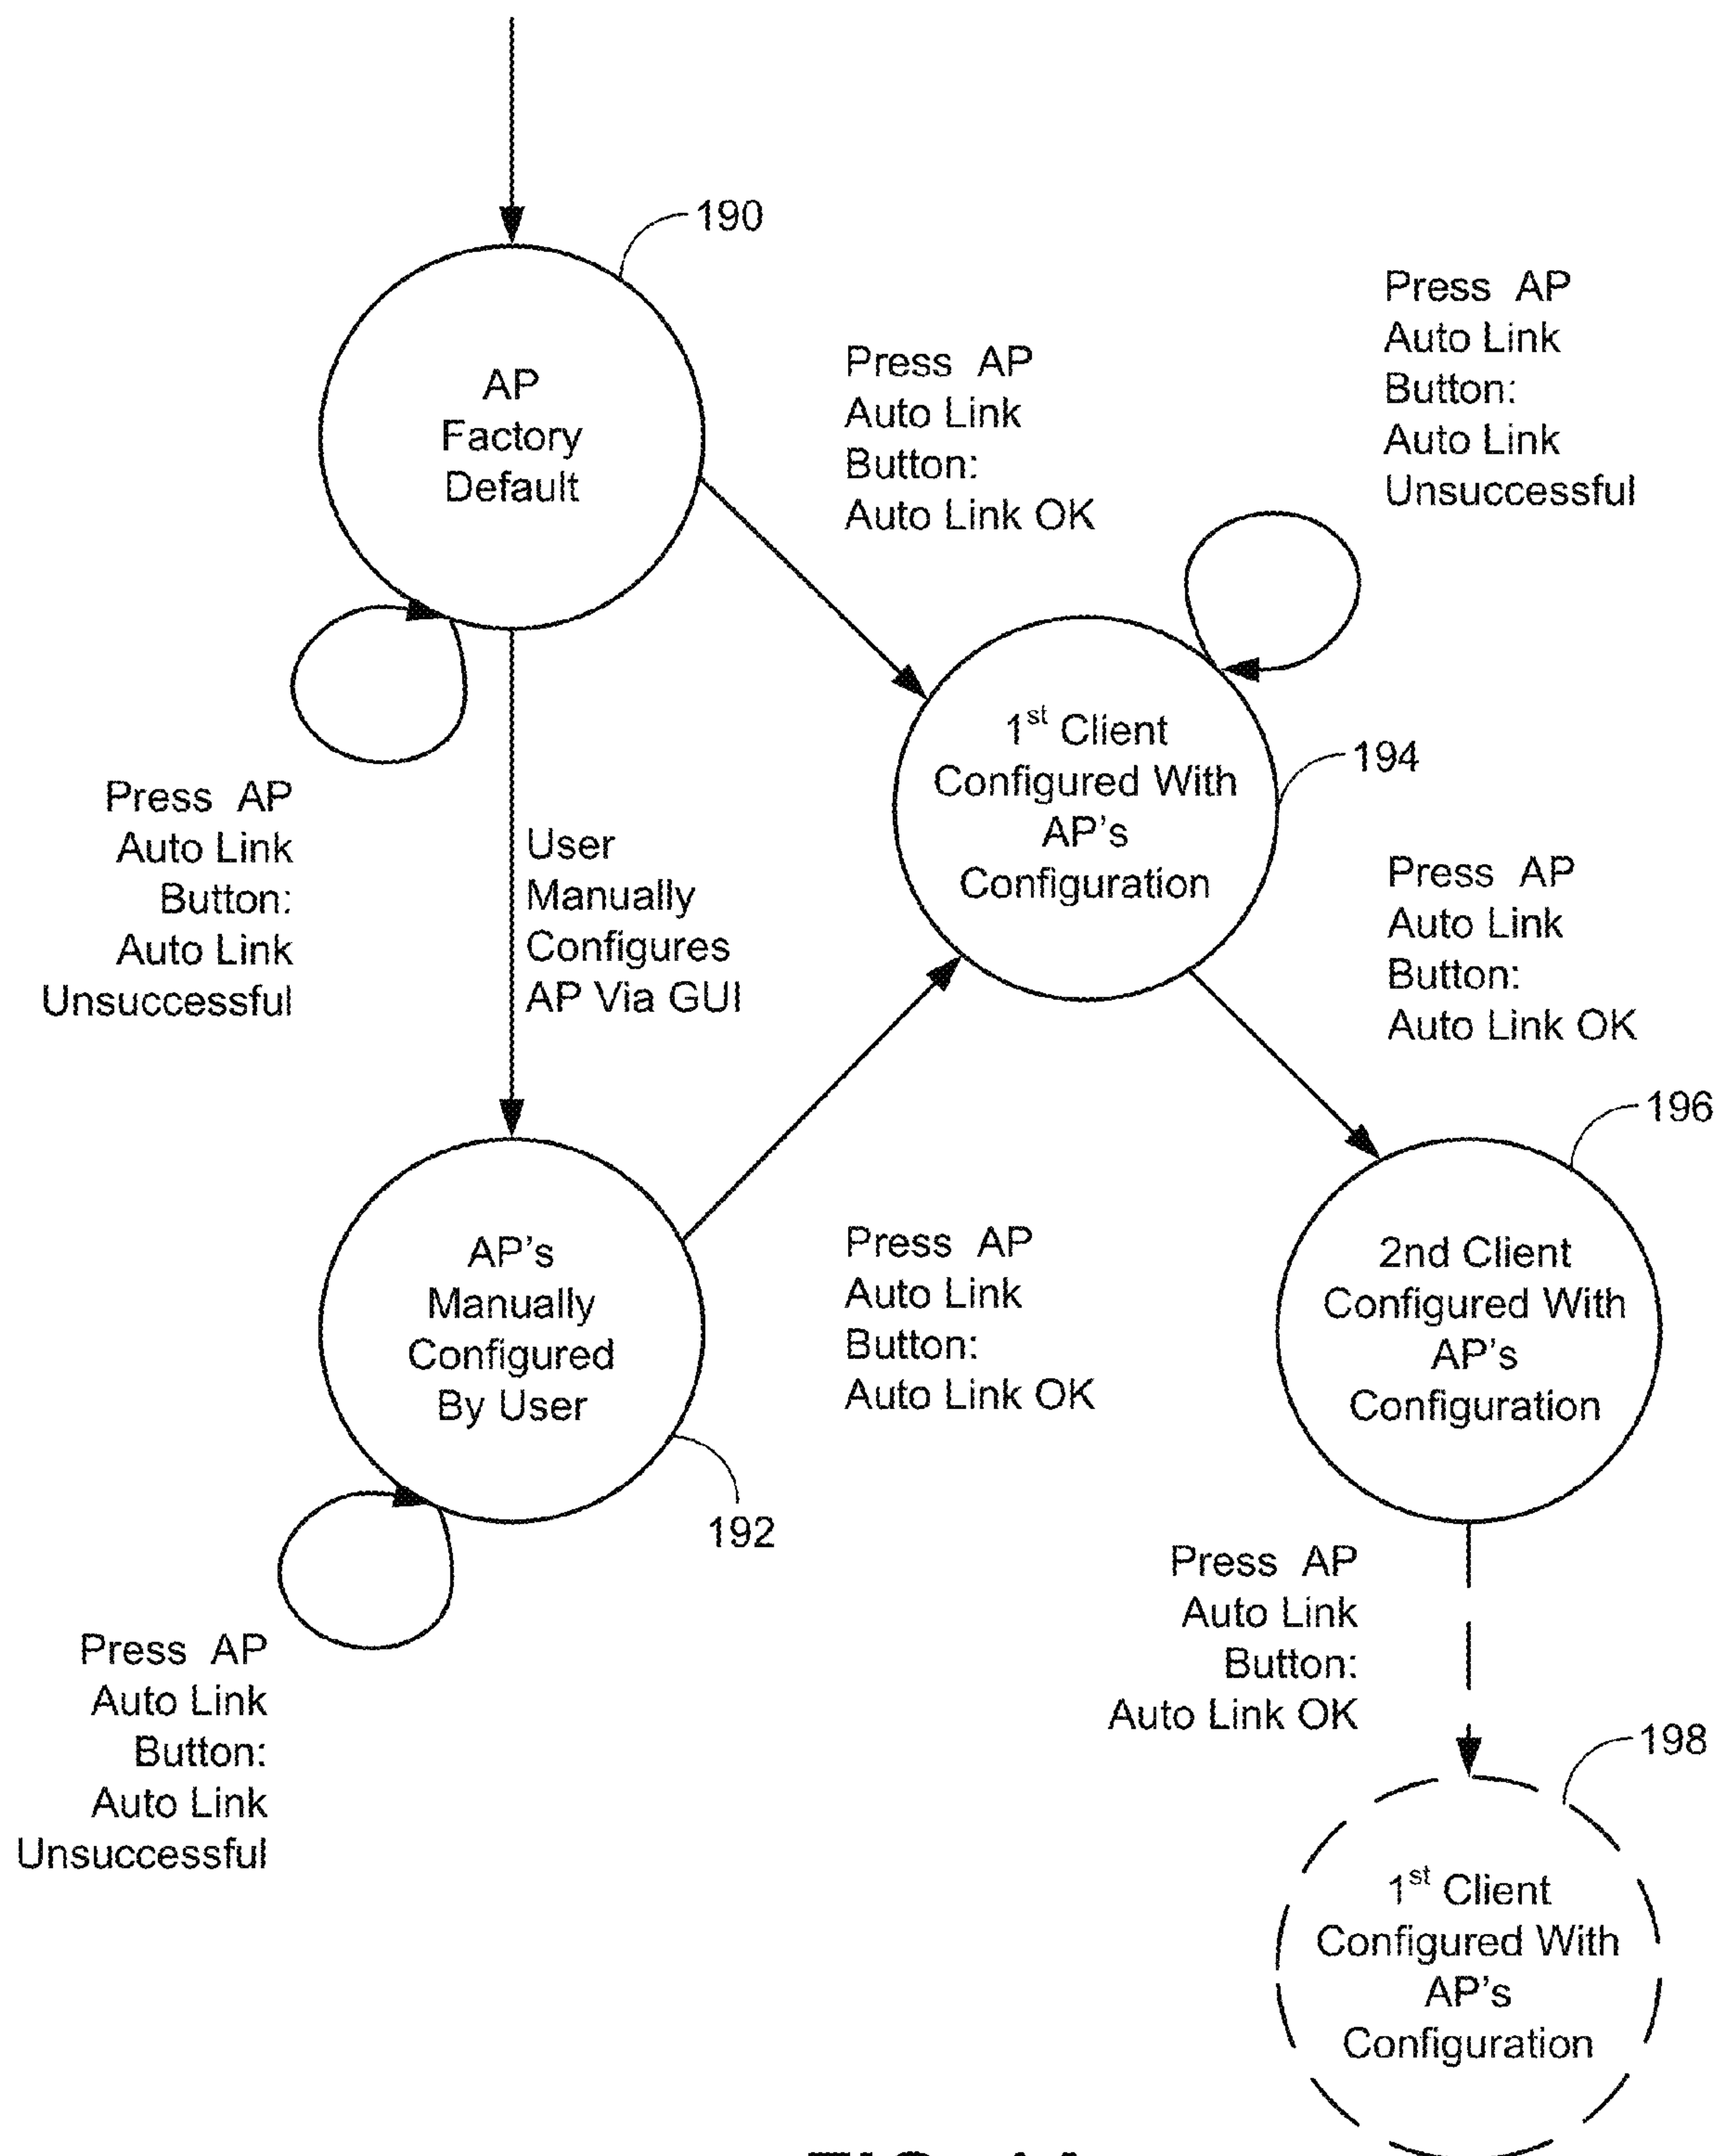 190
AP
Factory
Default
Press AP
Auto Link
Button:
Auto Link OK
Press AP
Auto Link
Button:
Auto Link
Unsuccessful
1st Client
Configured With
AP's
Configuration
194
Press AP
Auto Link
Button:
Auto Link
Unsuccessful
User
Manually
Configures
AP Via GUI
Press AP
Auto Link
Button:
Auto Link OK
196
AP's
Manually
Configured
By User
192
Press AP
Auto Link
Button:
Auto Link OK
2nd Client
Configured With
AP's
Configuration
Press AP
Auto Link
Button:
Auto Link
Unsuccessful
Press AP
Auto Link
Button:
Auto Link OK
198
1st Client
Configured With
AP's
Configuration